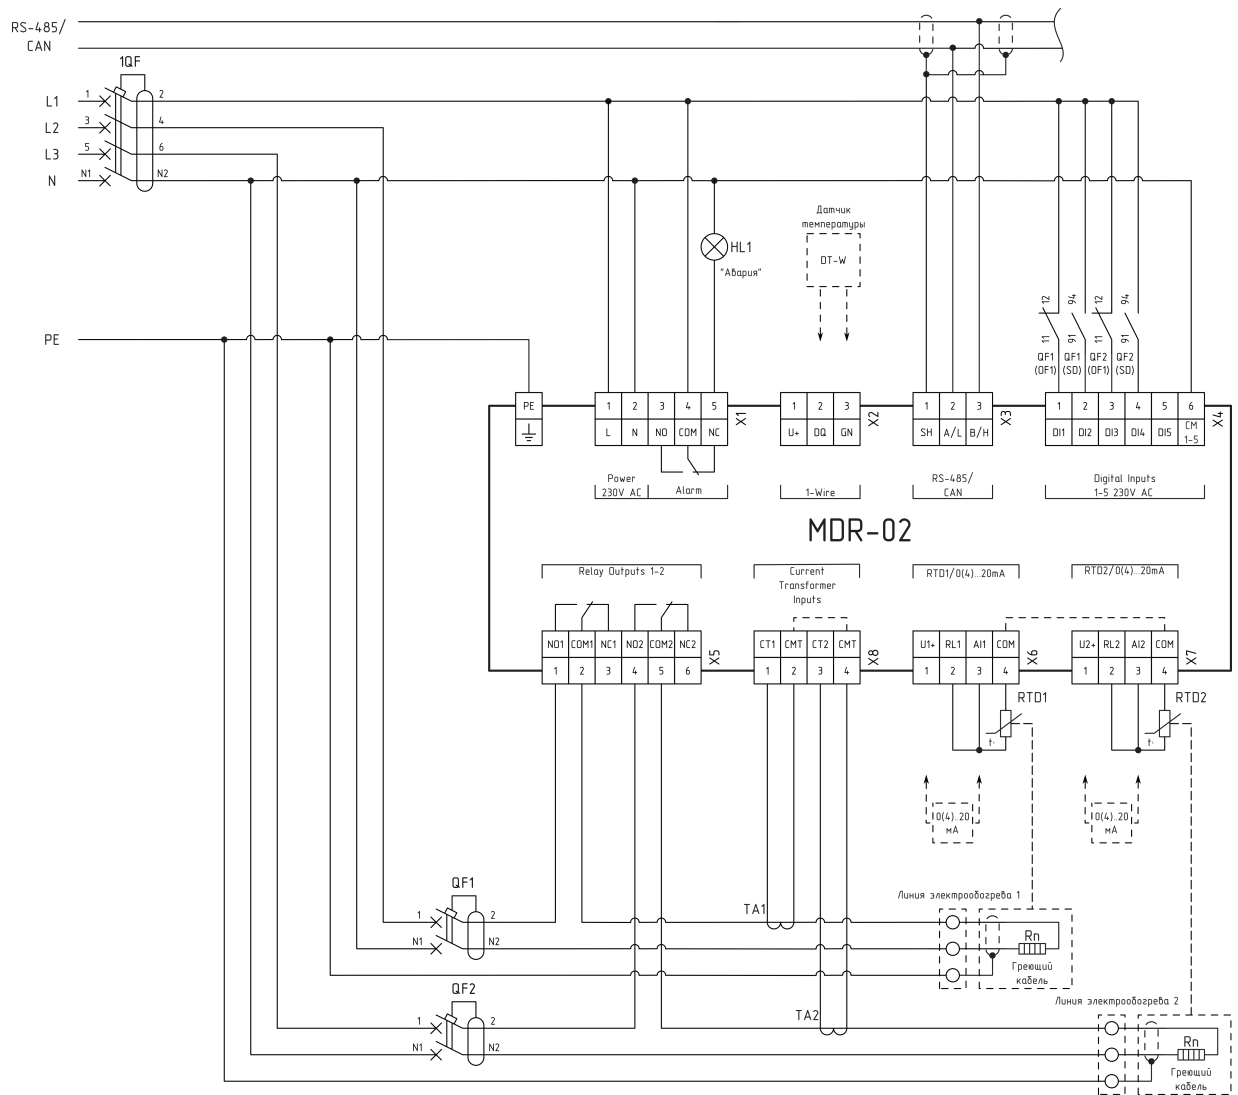 RS-485/
CAN
1QF
L1 1 2
L2 3 4
L3 5 6
N N1 N2
Датчик
температуры
DT-W
HL1
"Авария"
PE
12 94 12 94
11 91 11 91
QF1 QF1 QF2 QF2
(OF1) (SD) (OF1) (SD)
PE
1 2 3 4 5
L N NO COM NC
X1
1 2 3
U+ DQ GN
X2
1 2 3
SH A/L B/H
X3
1 2 3 4 5 6
DI1 DI2 DI3 DI4 DI5 CM
1-5
X4
Power
230V AC
Alarm
1-Wire
RS-485/
CAN
Digital Inputs
1-5 230V AC
MDR-02
Relay Outputs 1-2
Current
Transformer
Inputs
RTD1/0(4)...20mA
RTD2/0(4)...20mA
NO1 COM1 NC1 NO2 COM2 NC2
1 2 3 4 5 6
X5
CT1 CMT CT2 CMT
1 2 3 4
X8
U1+ RL1 AI1 COM
1 2 3 4
X6
U2+ RL2 AI2 COM
1 2 3 4
X7
RTD1
t°
RTD2
t°
0(4)...20
мА
0(4)...20
мА
QF1
1 2
N1 N2
TA1
Линия электрообогрева 1
Rn
Греющий
кабель
QF2
1 2
N1 N2
TA2
Линия электрообогрева 2
Rn
Греющий
кабель